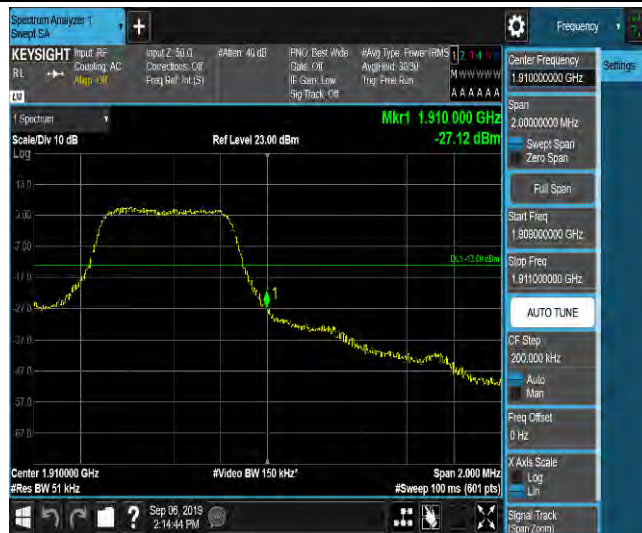 Spectrum Analyzer 1
Swept SA
Frequency
KEYSIGHT Input: RF
RL
Coupling: AC
Align: Off
Input Z: 50 Ω
Corrections: Off
Freq Ref: Int (S)
#Atten: 40 dB
PNO: Best Wide
Gate: Off
IF Gain: Low
Sig Track: Off
#Avg Type: Power (RMS
Avg|Hold: 30/30
Trig: Free Run
M W W W W W
A A A A A A
1 Spectrum
Scale/Div 10 dB
Log
Ref Level 23.00 dBm
Mkr1 1.910 000 GHz
-27.12 dBm
13.0
3.00
-7.00
-17.0
-27.0
-37.0
-47.0
-57.0
-67.0
DL1 -13.00 dBm
1
Center 1.910000 GHz
#Res BW 51 kHz
#Video BW 150 kHz*
Span 2.000 MHz
#Sweep 100 ms (601 pts)
Center Frequency
1.910000000 GHz
Settings
Span
2.00000000 MHz
Swept Span
Zero Span
Full Span
Start Freq
1.909000000 GHz
Stop Freq
1.911000000 GHz
AUTO TUNE
CF Step
200.000 kHz
Auto
Man
Freq Offset
0 Hz
X Axis Scale
Log
Lin
Signal Track
(Span Zoom)
?
Sep 06, 2019
2:14:44 PM